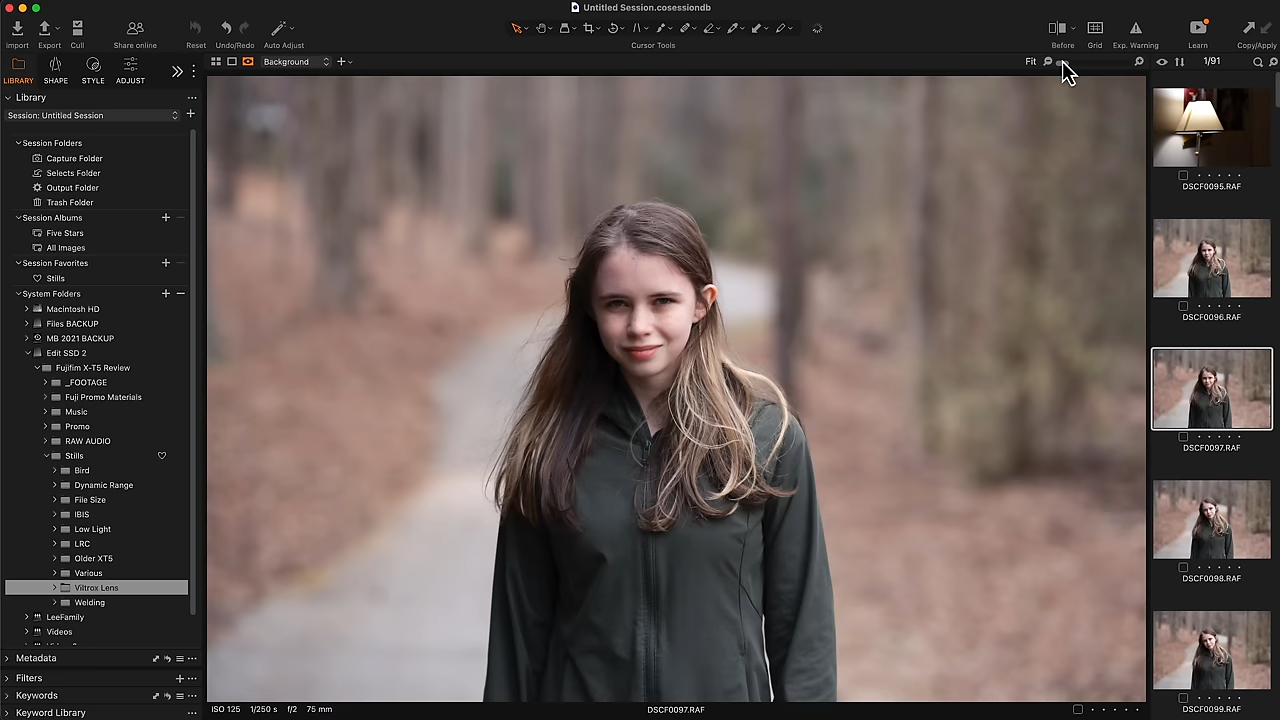 Untitled Session.cosessiondb
Import
Export
Cull
Share online
Reset
Undo/Redo
Auto Adjust
Cursor Tools
Before
Grid
Exp. Warning
Learn
Copy/Apply
LIBRARY
SHAPE
STYLE
ADJUST
Background
Fit
1/91
Library
Session: Untitled Session
Session Folders
Capture Folder
Selects Folder
Output Folder
Trash Folder
Session Albums
Five Stars
All Images
Session Favorites
Stills
System Folders
Macintosh HD
Files BACKUP
MB 2021 BACKUP
Edit SSD 2
Fujifim X-T5 Review
_FOOTAGE
Fuji Promo Materials
Music
Promo
RAW AUDIO
Stills
Bird
Dynamic Range
File Size
IBIS
Low Light
LRC
Older XT5
Various
Viltrox Lens
Welding
LeeFamily
Videos
Metadata
Filters
Keywords
Keyword Library
ISO 125 1/250 s f/2 75 mm
DSCF0097.RAF
DSCF0095.RAF
DSCF0096.RAF
DSCF0097.RAF
DSCF0098.RAF
DSCF0099.RAF